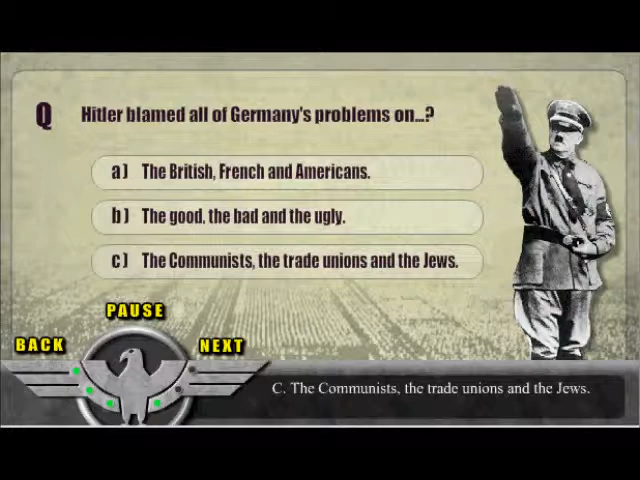 Q Hitler blamed all of Germany's problems on...?
a) The British, French and Americans.
b) The good, the bad and the ugly.
c) The Communists, the trade unions and the Jews.
PAUSE
BACK NEXT
C. The Communists, the trade unions and the Jews.